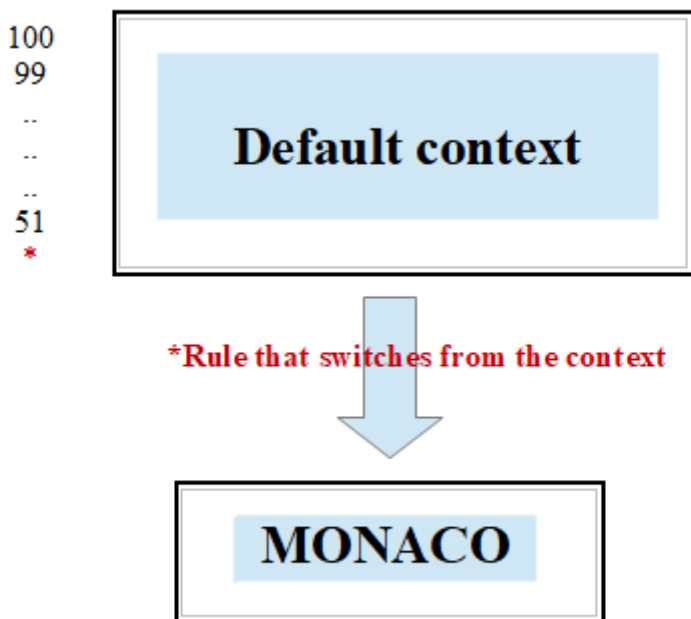 100
99
..
..
..
51
*
Default context
*Rule that switches from the context
MONACO